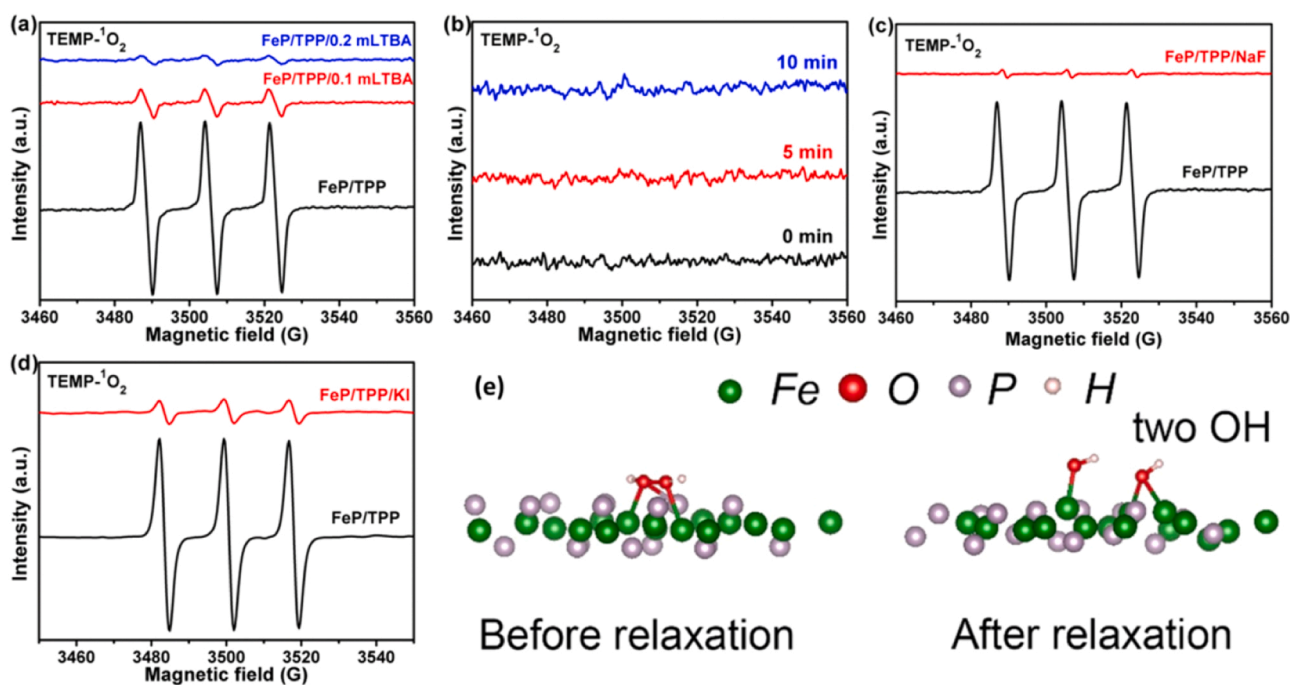 (a)
TEMP-¹O₂
FeP/TPP/0.2 mLTBA
FeP/TPP/0.1 mLTBA
FeP/TPP
Intensity (a.u.)
3460 3480 3500 3520 3540 3560
Magnetic field (G)
(b)
TEMP-¹O₂
10 min
5 min
0 min
Intensity (a.u.)
3460 3480 3500 3520 3540 3560
Magnetic field (G)
(c)
TEMP-¹O₂
FeP/TPP/NaF
FeP/TPP
Intensity (a.u.)
3460 3480 3500 3520 3540 3560
Magnetic field (G)
(d)
TEMP-¹O₂
FeP/TPP/KI
FeP/TPP
Intensity (a.u.)
3460 3480 3500 3520 3540
Magnetic field (G)
(e)
Fe O P H
two OH
Before relaxation
After relaxation